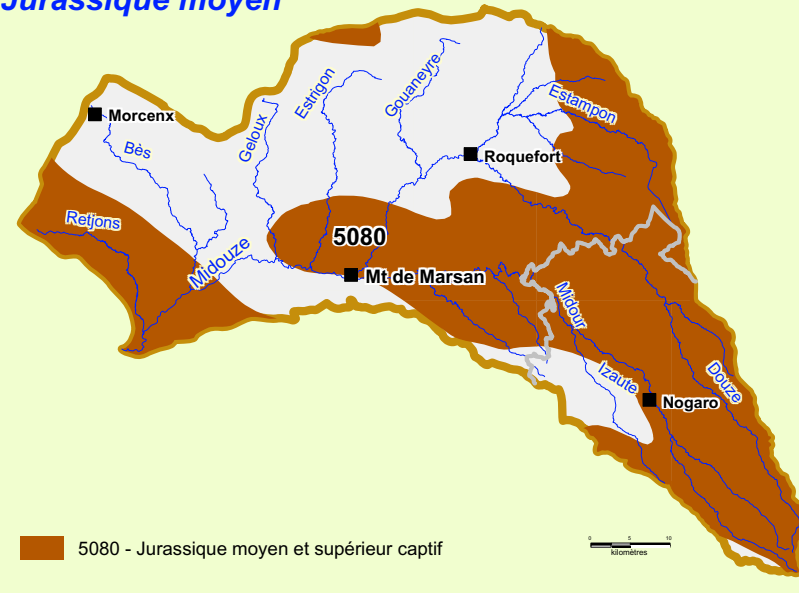 Jurassique moyen
Estrigon
Gouaneyre
Estampon
Morcenx
Geloux
Bès
Roquefort
Retjons
5080
Midouze
Mt de Marsan
Midour
Izaute
Douze
Nogaro
5080 - Jurassique moyen et supérieur captif
0 5 10
kilomètres